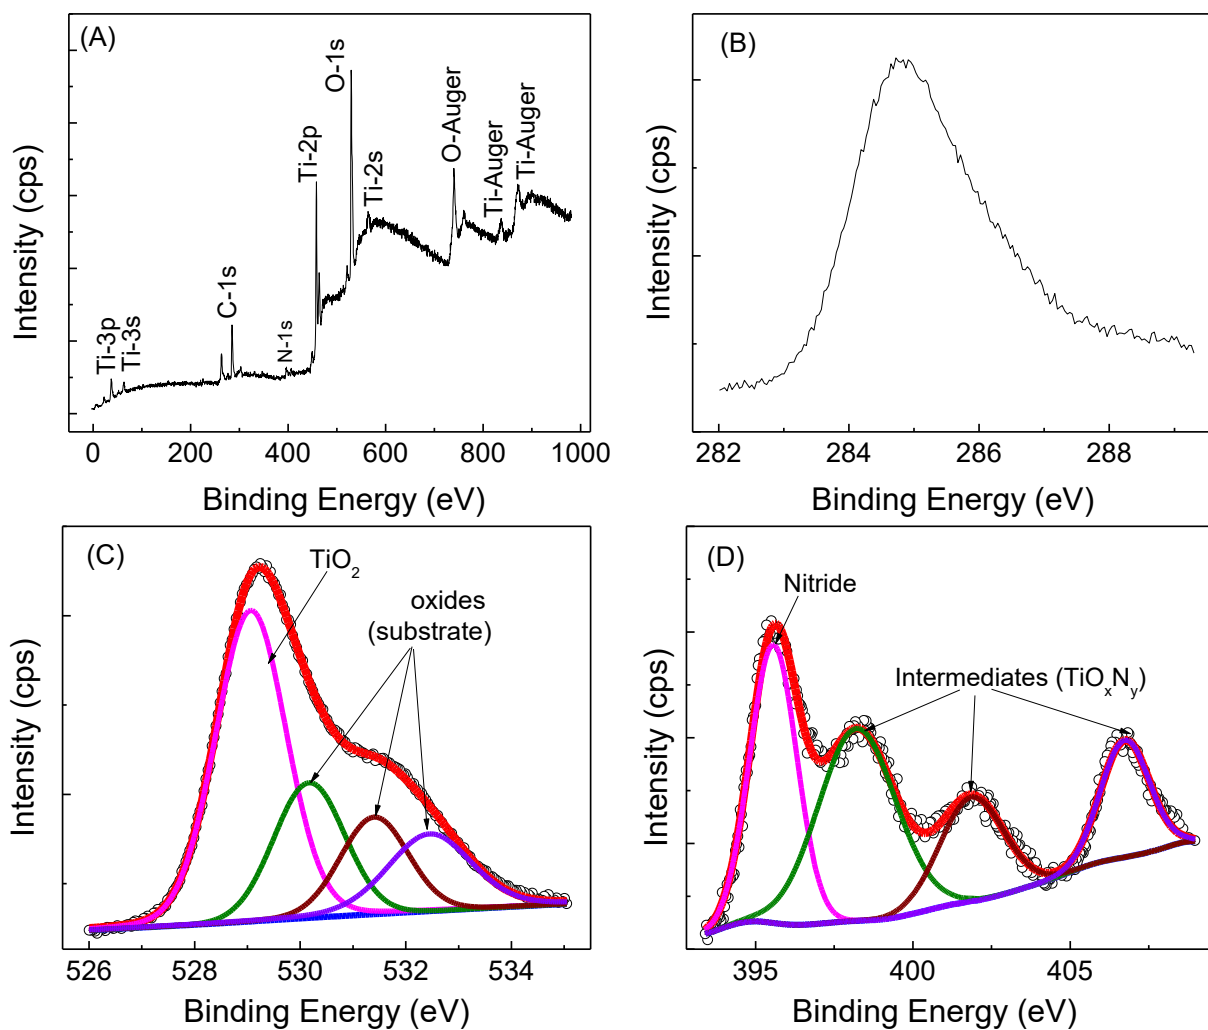 (A)
Intensity (cps)
Ti-3p
Ti-3s
C-1s
N-1s
Ti-2p
O-1s
Ti-2s
O-Auger
Ti-Auger
Ti-Auger
0 200 400 600 800 1000
Binding Energy (eV)
(B)
Intensity (cps)
282 284 286 288
Binding Energy (eV)
(C)
Intensity (cps)
TiO₂
oxides
(substrate)
526 528 530 532 534
Binding Energy (eV)
(D)
Intensity (cps)
Nitride
Intermediates (TiOₓNᵧ)
395 400 405
Binding Energy (eV)